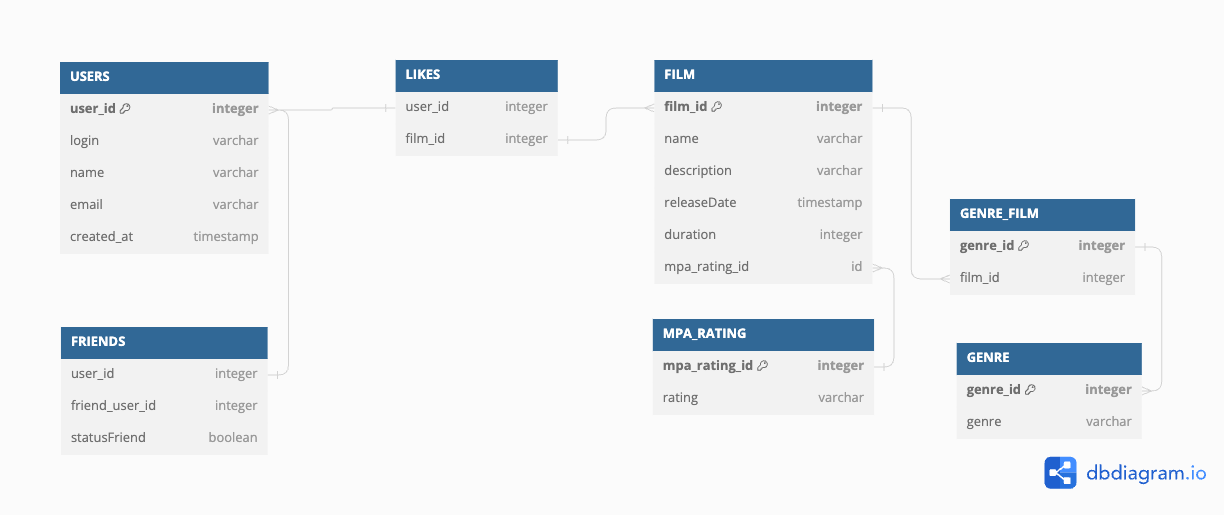 USERS
user_id integer
login varchar
name varchar
email varchar
created_at timestamp
LIKES
user_id integer
film_id integer
FILM
film_id integer
name varchar
description varchar
releaseDate timestamp
duration integer
mpa_rating_id id
GENRE_FILM
genre_id integer
film_id integer
FRIENDS
user_id integer
friend_user_id integer
statusFriend boolean
MPA_RATING
mpa_rating_id integer
rating varchar
GENRE
genre_id integer
genre varchar
dbdiagram.io